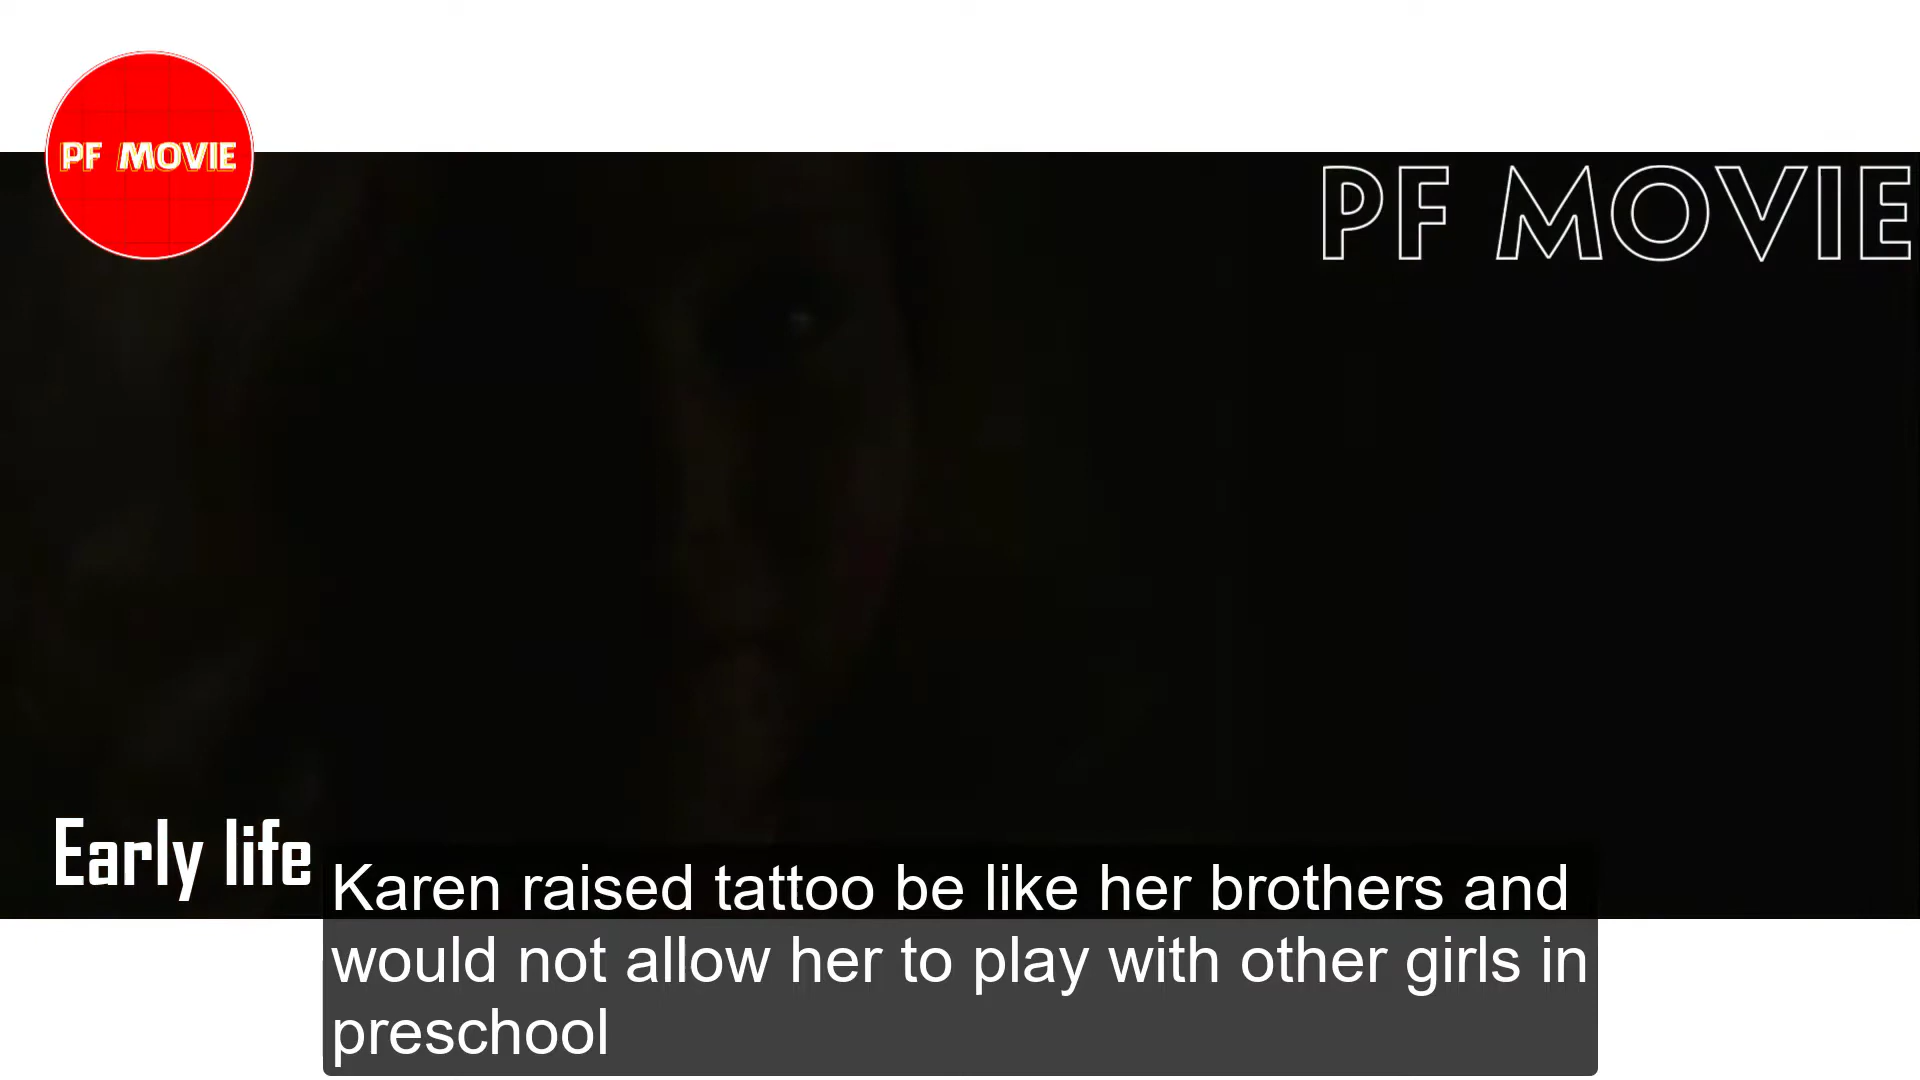 PF MOVIE
PF MOVIE
Early life
Karen raised tattoo be like her brothers and
would not allow her to play with other girls in
preschool